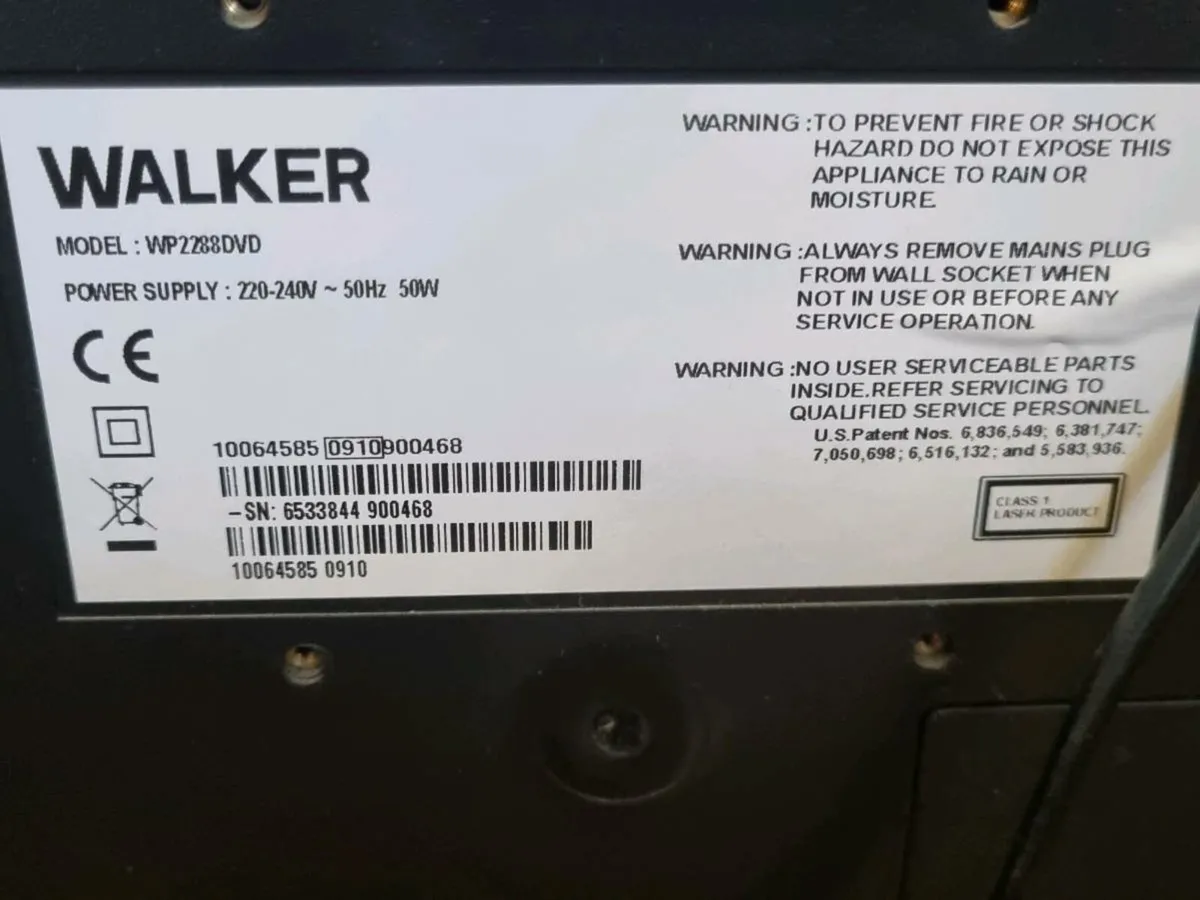 WALKER
MODEL : WP2288DVD
POWER SUPPLY : 220-240V ~ 50Hz 50W
CE
10064585 0910900468
–SN: 6533844 900468
10064585 0910
WARNING :TO PREVENT FIRE OR SHOCK
HAZARD DO NOT EXPOSE THIS
APPLIANCE TO RAIN OR
MOISTURE.
WARNING :ALWAYS REMOVE MAINS PLUG
FROM WALL SOCKET WHEN
NOT IN USE OR BEFORE ANY
SERVICE OPERATION.
WARNING :NO USER SERVICEABLE PARTS
INSIDE.REFER SERVICING TO
QUALIFIED SERVICE PERSONNEL.
U.S.Patent Nos. 6,836,549; 6,381,747;
7,050,698; 6,516,132; and 5,583,936.
CLASS 1
LASER PRODUCT